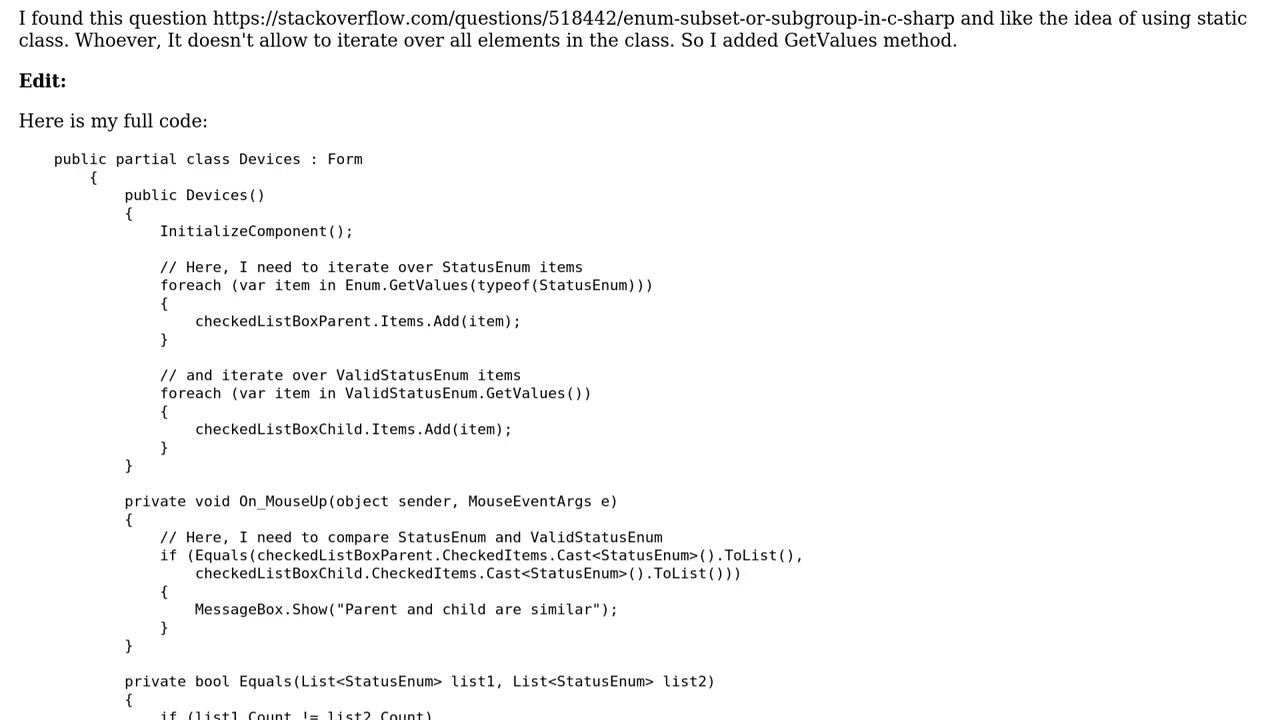 I found this question https://stackoverflow.com/questions/518442/enum-subset-or-subgroup-in-c-sharp and like the idea of using static
class. Whoever, It doesn't allow to iterate over all elements in the class. So I added GetValues method.
Edit:
Here is my full code:
public partial class Devices : Form
{
public Devices()
{
InitializeComponent();
// Here, I need to iterate over StatusEnum items
foreach (var item in Enum.GetValues(typeof(StatusEnum)))
{
checkedListBoxParent.Items.Add(item);
}
// and iterate over ValidStatusEnum items
foreach (var item in ValidStatusEnum.GetValues())
{
checkedListBoxChild.Items.Add(item);
}
}
private void On_MouseUp(object sender, MouseEventArgs e)
{
// Here, I need to compare StatusEnum and ValidStatusEnum
if (Equals(checkedListBoxParent.CheckedItems.Cast<StatusEnum>().ToList(),
checkedListBoxChild.CheckedItems.Cast<StatusEnum>().ToList()))
{
MessageBox.Show("Parent and child are similar");
}
}
private bool Equals(List<StatusEnum> list1, List<StatusEnum> list2)
{
if (list1.Count != list2.Count)